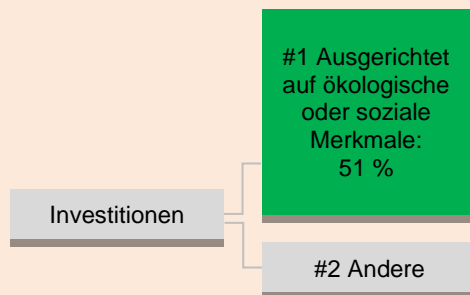 #1 Ausgerichtet
auf ökologische
oder soziale
Merkmale:
51 %
Investitionen
#2 Andere